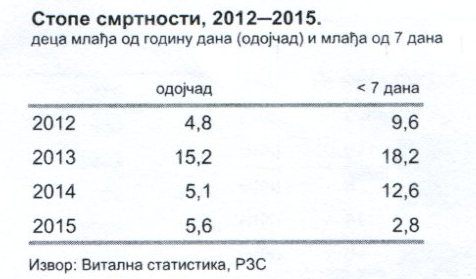 Стопе смртности, 2012—2015.
деца млађа од годину дана (одојчад) и млађа од 7 дана
одојчад < 7 дана
2012 4,8 9,6
2013 15,2 18,2
2014 5,1 12,6
2015 5,6 2,8
Извор: Витална статистика, РЗС